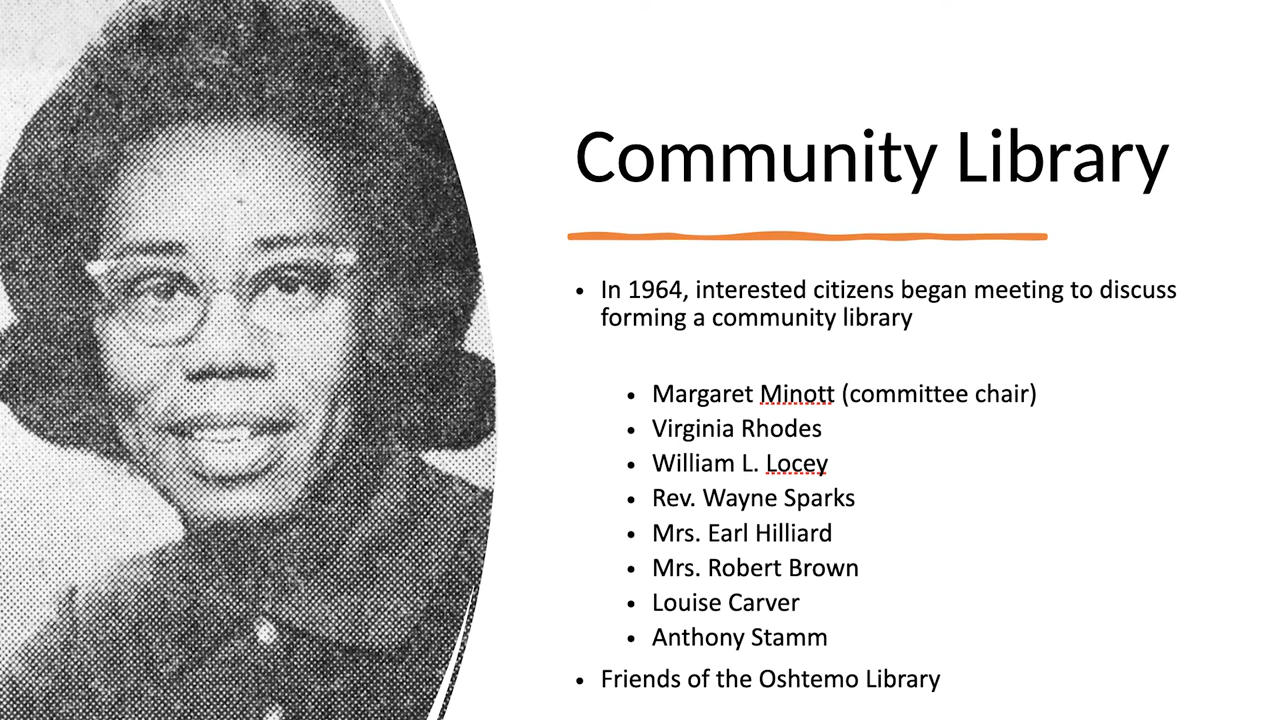 Community Library
• In 1964, interested citizens began meeting to discuss
forming a community library
• Margaret Minott (committee chair)
• Virginia Rhodes
• William L. Locey
• Rev. Wayne Sparks
• Mrs. Earl Hilliard
• Mrs. Robert Brown
• Louise Carver
• Anthony Stamm
• Friends of the Oshtemo Library